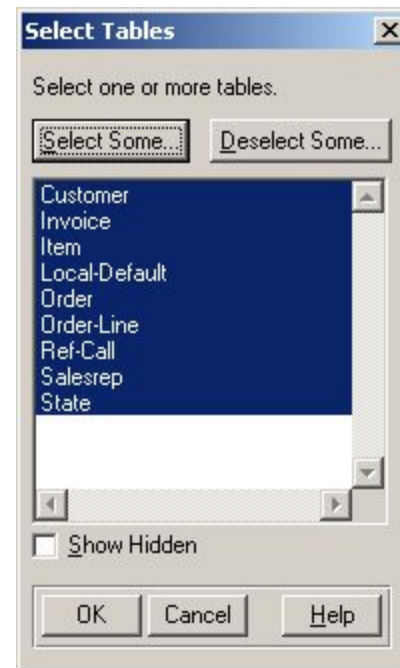 Select Tables
Select one or more tables.
Select Some... Deselect Some...
Customer
Invoice
Item
Local-Default
Order
Order-Line
Ref-Call
Salesrep
State
Show Hidden
OK Cancel Help